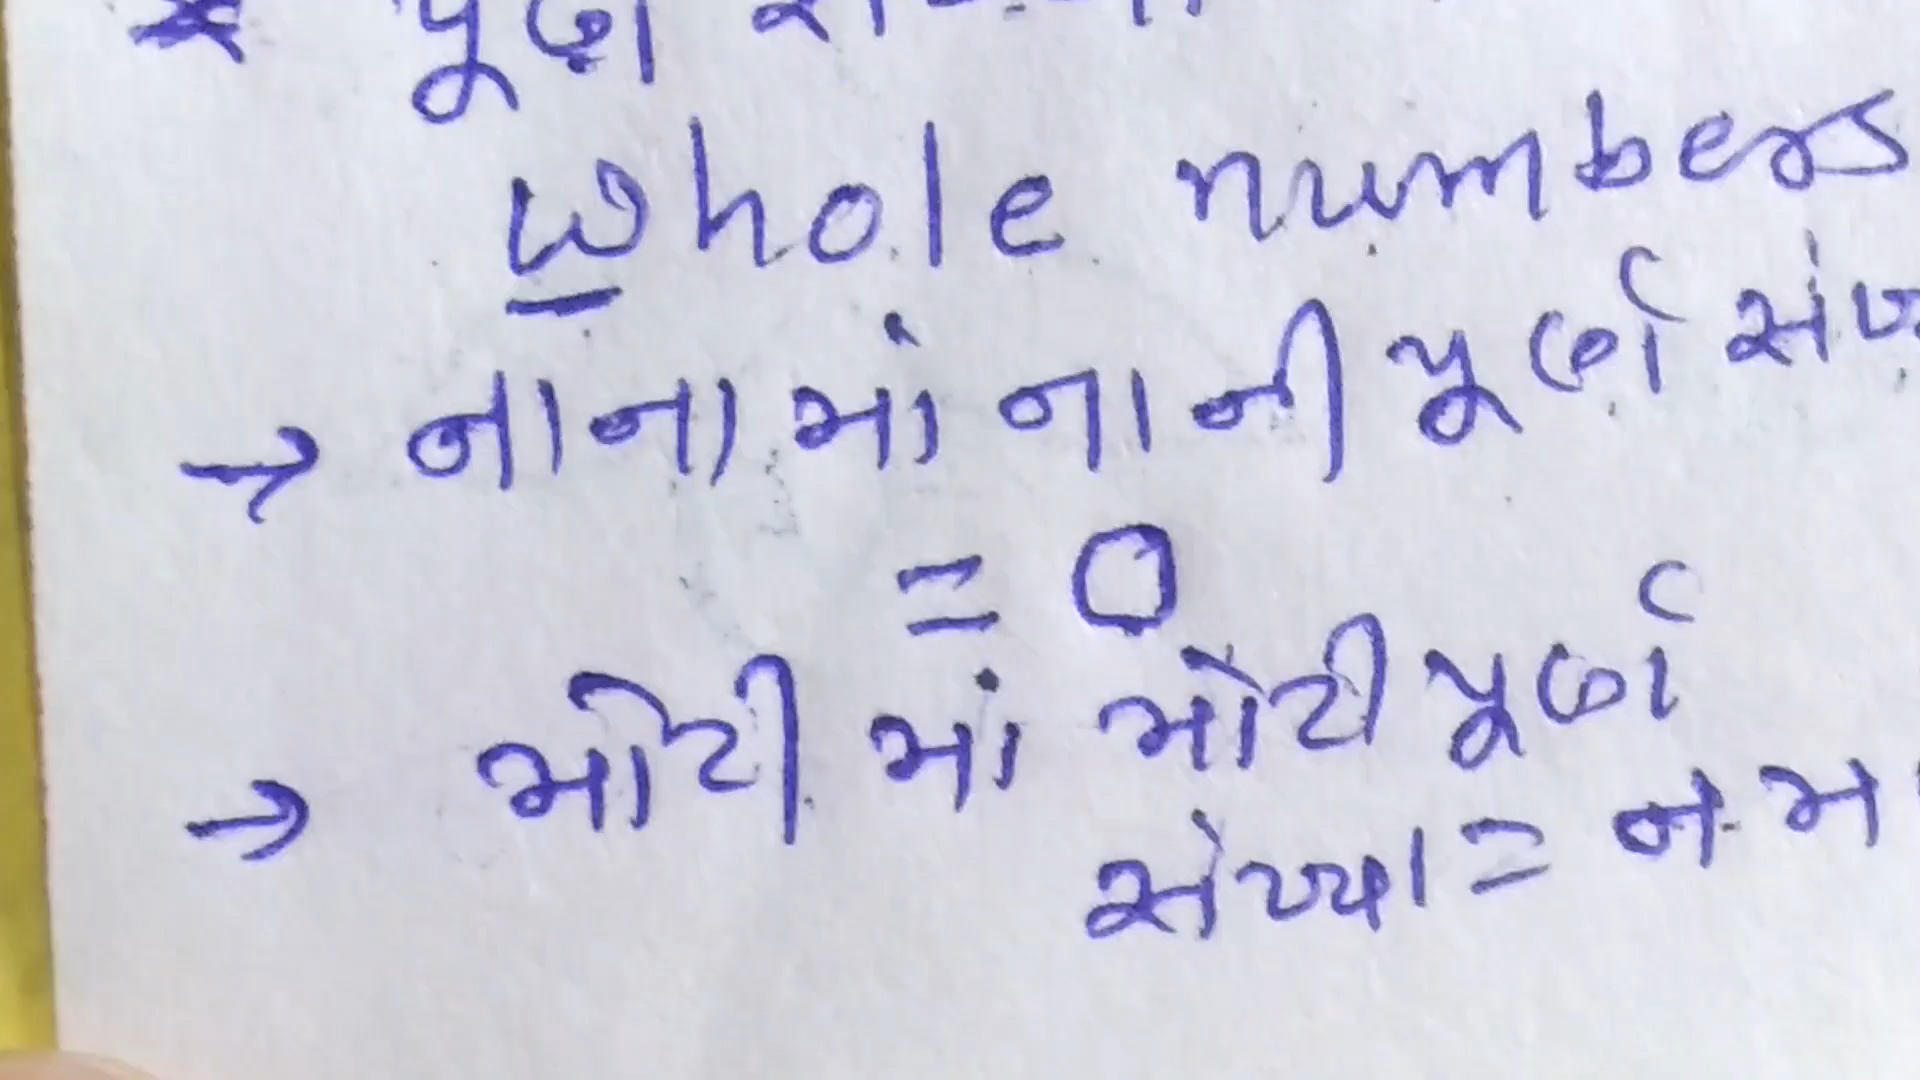 * પૂર્ણ
whole numbers
→ નાનામાં નાની પૂર્ણ
= 0
→ મોટીમાં મોટી પૂર્ણ
સંખ્યા =